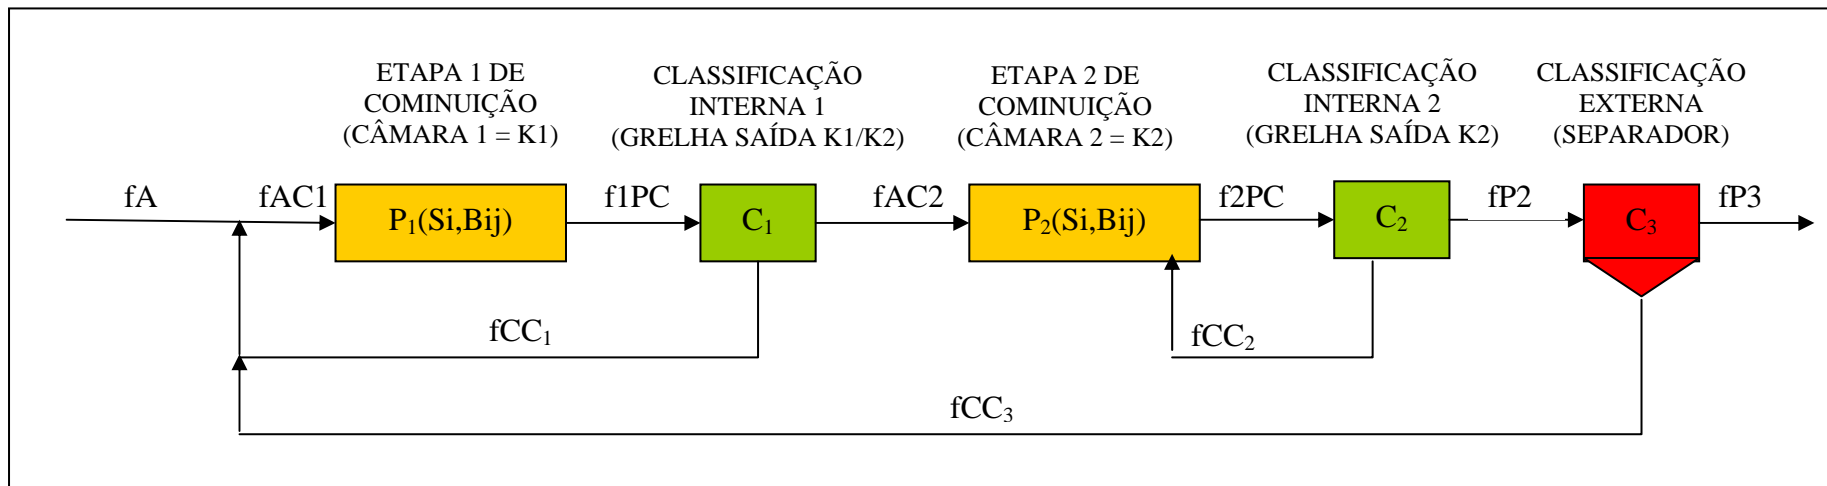 ETAPA 1 DE
COMINUIÇÃO
(CÂMARA 1 = K1)
CLASSIFICAÇÃO
INTERNA 1
(GRELHA SAÍDA K1/K2)
ETAPA 2 DE
COMINUIÇÃO
(CÂMARA 2 = K2)
CLASSIFICAÇÃO
INTERNA 2
(GRELHA SAÍDA K2)
CLASSIFICAÇÃO
EXTERNA
(SEPARADOR)
fA
fAC1
P₁(Si,Bij)
f1PC
C₁
fAC2
P₂(Si,Bij)
f2PC
C₂
fP2
C₃
fP3
fCC₁
fCC₂
fCC₃